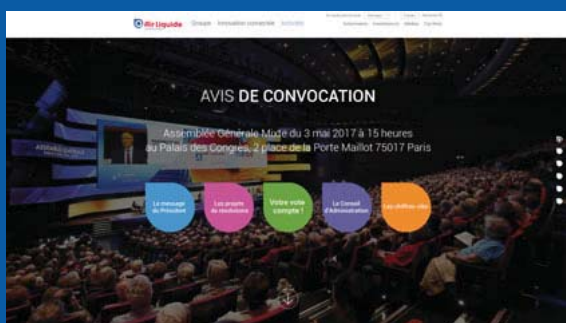 Air Liquide
Groupe Innovation connectée
AVIS DE CONVOCATION
Assemblée Générale Mixte du 3 mai 2017 à 15 heures
au Palais des Congrès, 2 place de la Porte Maillot 75017 Paris
Le message
du Président
Les projets
de résolutions
Votre vote
compte !
Le Conseil
d'Administration
Les chiffres clés